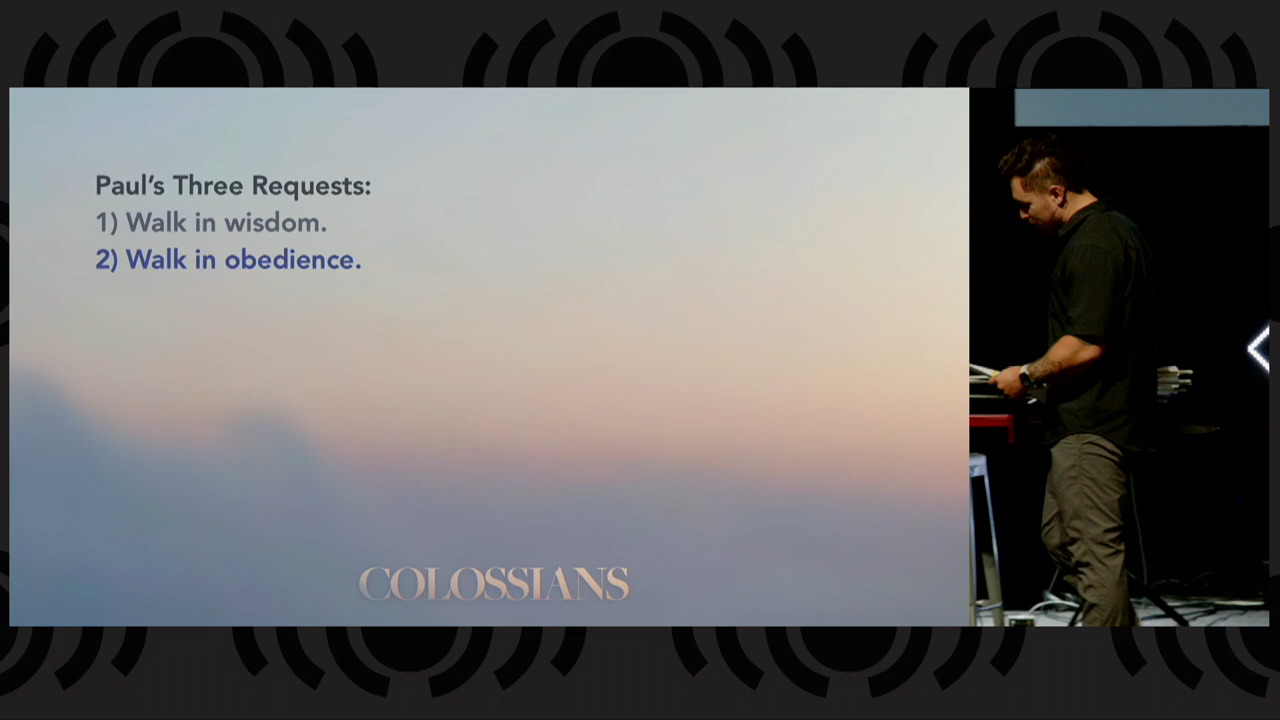 Paul’s Three Requests:
1) Walk in wisdom.
2) Walk in obedience.
COLOSSIANS